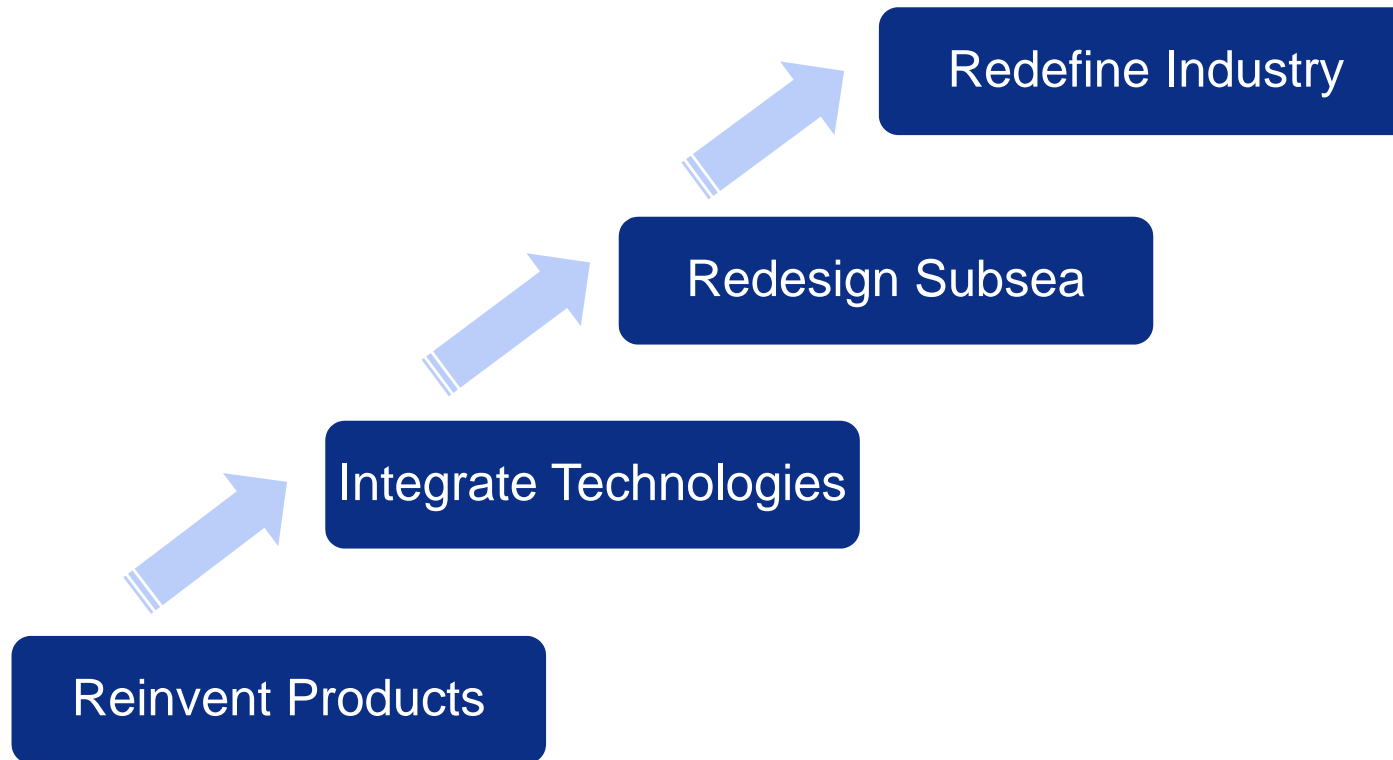 Redefine Industry
Redesign Subsea
Integrate Technologies
Reinvent Products